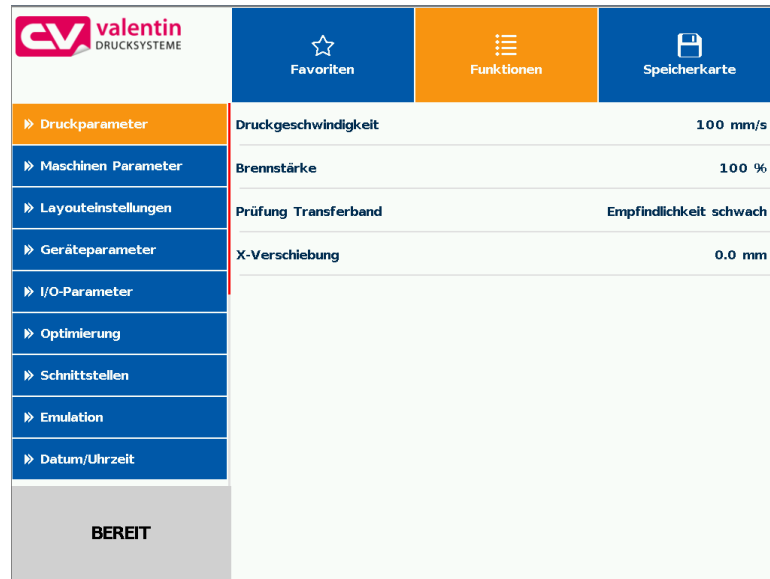 valentin
DRUCKSYSTEME
Favoriten
Funktionen
Speicherkarte
Druckparameter
Maschinen Parameter
Layouteinstellungen
Geräteparameter
I/O-Parameter
Optimierung
Schnittstellen
Emulation
Datum/Uhrzeit
BEREIT
Druckgeschwindigkeit 100 mm/s
Brennstärke 100 %
Prüfung Transferband Empfindlichkeit schwach
X-Verschiebung 0.0 mm